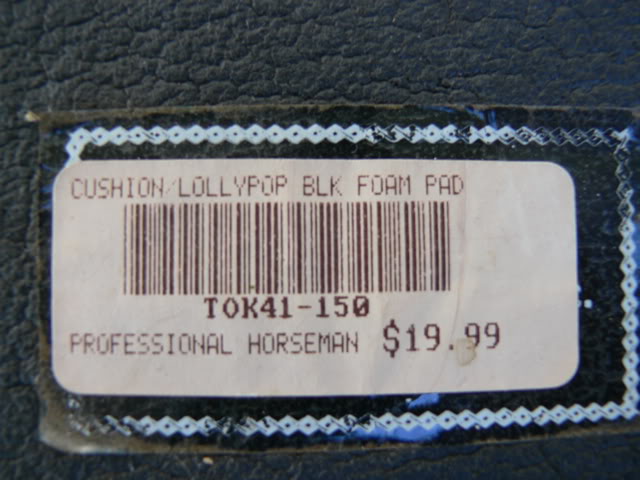 CUSHION/LOLLYPOP BLK FOAM PAD
TOK41-150
PROFESSIONAL HORSEMAN $19.99